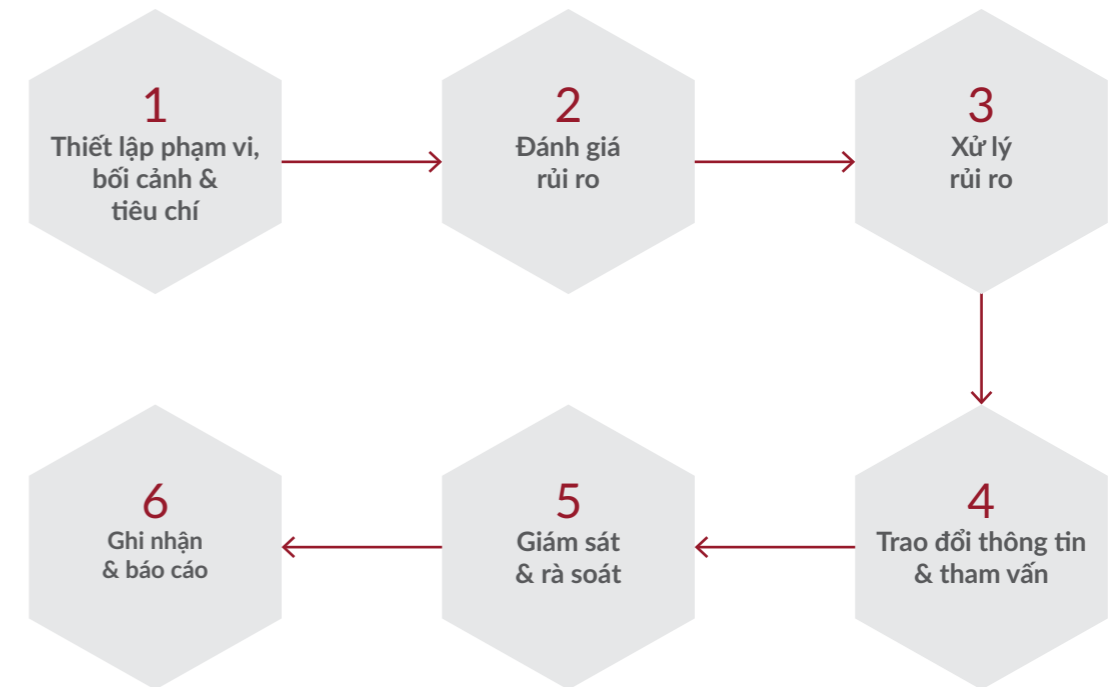 1
Thiết lập phạm vi,
bối cảnh &
tiêu chí
2
Đánh giá
rủi ro
3
Xử lý
rủi ro
4
Trao đổi thông tin
& tham vấn
5
Giám sát
& rà soát
6
Ghi nhận
& báo cáo